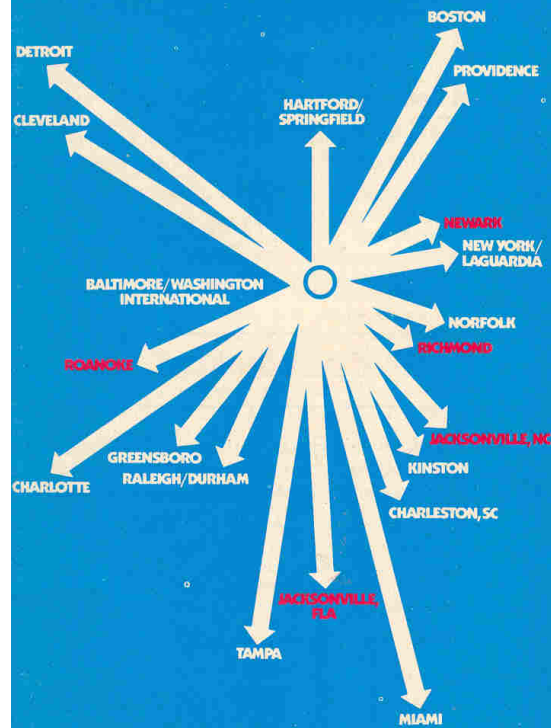 BOSTON
DETROIT
PROVIDENCE
HARTFORD/
SPRINGFIELD
CLEVELAND
NEWARK
NEW YORK/
LAGUARDIA
BALTIMORE/WASHINGTON
INTERNATIONAL
NORFOLK
RICHMOND
ROANOKE
JACKSONVILLE, NC
GREENSBORO
KINSTON
RALEIGH/DURHAM
CHARLOTTE
CHARLESTON, SC
JACKSONVILLE,
FLA
TAMPA
MIAMI